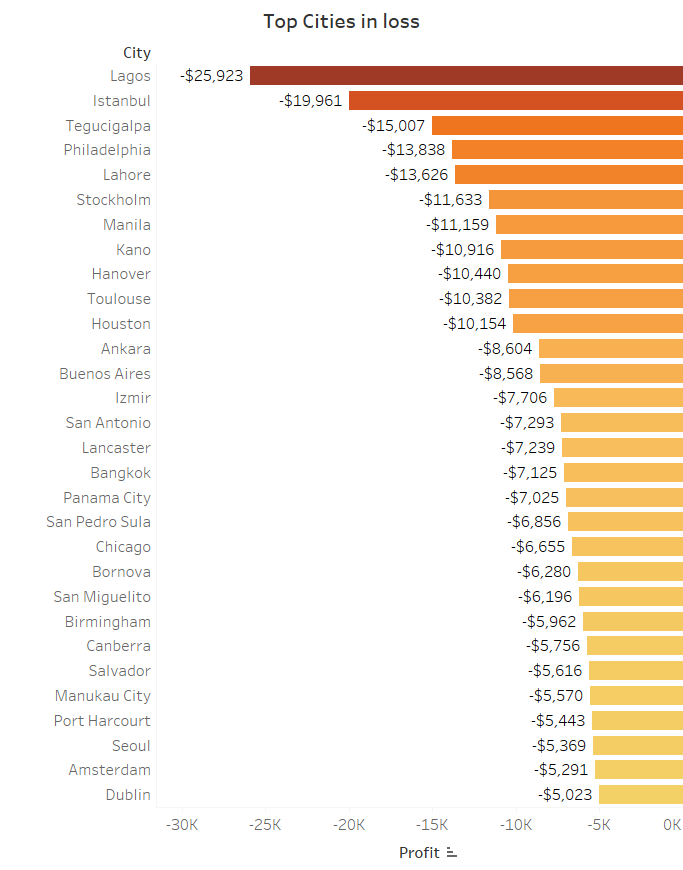 Top Cities in loss
City
Lagos -$25,923
Istanbul -$19,961
Tegucigalpa -$15,007
Philadelphia -$13,838
Lahore -$13,626
Stockholm -$11,633
Manila -$11,159
Kano -$10,916
Hanover -$10,440
Toulouse -$10,382
Houston -$10,154
Ankara -$8,604
Buenos Aires -$8,568
Izmir -$7,706
San Antonio -$7,293
Lancaster -$7,239
Bangkok -$7,125
Panama City -$7,025
San Pedro Sula -$6,856
Chicago -$6,655
Bornova -$6,280
San Miguelito -$6,196
Birmingham -$5,962
Canberra -$5,756
Salvador -$5,616
Manukau City -$5,570
Port Harcourt -$5,443
Seoul -$5,369
Amsterdam -$5,291
Dublin -$5,023
-30K -25K -20K -15K -10K -5K 0K
Profit